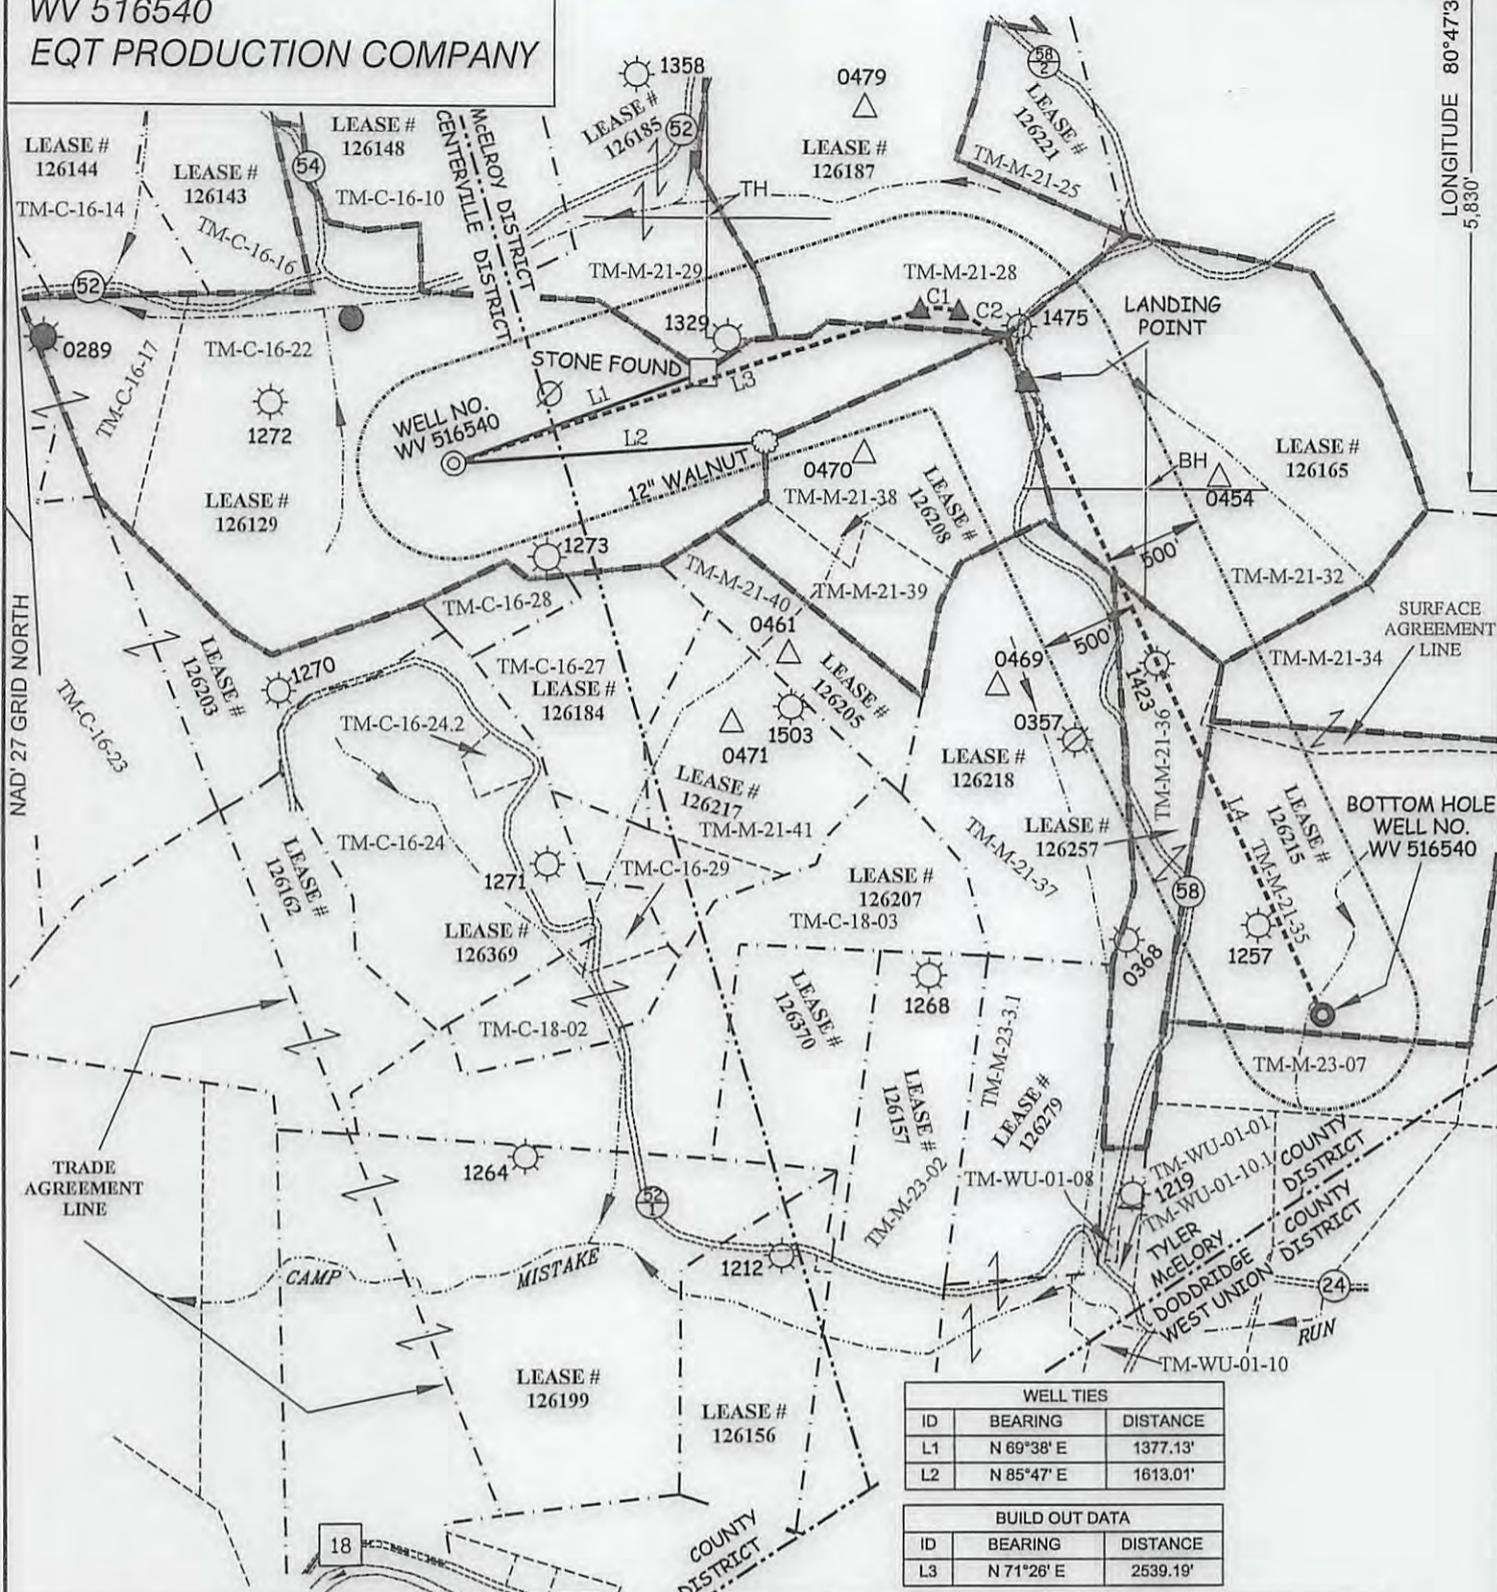 WV 516540
EQT PRODUCTION COMPANY
LONGITUDE 80°47'3
5,830'
1358
0479
58
2
LEASE #
126221
LEASE #
126144
LEASE #
126143
54
LEASE #
126148
McELROY DISTRICT
CENTERVILLE DISTRICT
LEASE #
126185
52
LEASE #
126187
TM-M-21-25
TM-C-16-14
TM-C-16-16
TM-C-16-10
TH
52
TM-M-21-29
TM-M-21-28
C1
C2
1475
LANDING
POINT
0289
TM-C-16-17
TM-C-16-22
1329
STONE FOUND
L1
L3
1272
WELL NO.
WV 516540
L2
12" WALNUT
0470
LEASE #
126165
BH
0454
LEASE #
126129
TM-M-21-38
LEASE #
126208
1273
500'
NAD' 27 GRID NORTH
TM-C-16-28
TM-M-21-40
TM-M-21-39
TM-M-21-32
SURFACE
AGREEMENT
LINE
LEASE #
126203
1270
TM-C-16-27
LEASE #
126184
0461
LEASE #
126205
0469
500'
1423
TM-M-21-34
TM-C-16-23
TM-C-16-24.2
0471
1503
0357
TM-M-21-36
LEASE #
126217
TM-M-21-41
LEASE #
126218
L4
LEASE #
126215
BOTTOM HOLE
WELL NO.
WV 516540
LEASE #
126162
TM-C-16-24
1271
TM-C-16-29
LEASE #
126207
TM-M-21-37
LEASE #
126257
TM-M-21-35
58
TM-C-18-03
LEASE #
126369
1257
0368
LEASE #
126370
1268
TM-C-18-02
TM-M-23-3.1
TM-M-23-07
LEASE #
126157
LEASE #
126279
TRADE
AGREEMENT
LINE
1264
52
1
TM-M-23-02
TM-WU-01-08
TM-WU-01-01
1219
TM-WU-01-10.1
COUNTY
DISTRICT
TYLER
McELORY
COUNTY
DISTRICT
DODDRIDGE
WEST UNION
CAMP
MISTAKE
1212
24
RUN
TM-WU-01-10
LEASE #
126199
LEASE #
126156
WELL TIES
ID BEARING DISTANCE
L1 N 69°38' E 1377.13'
L2 N 85°47' E 1613.01'
BUILD OUT DATA
ID BEARING DISTANCE
L3 N 71°26' E 2539.19'
18
COUNTY
DISTRICT